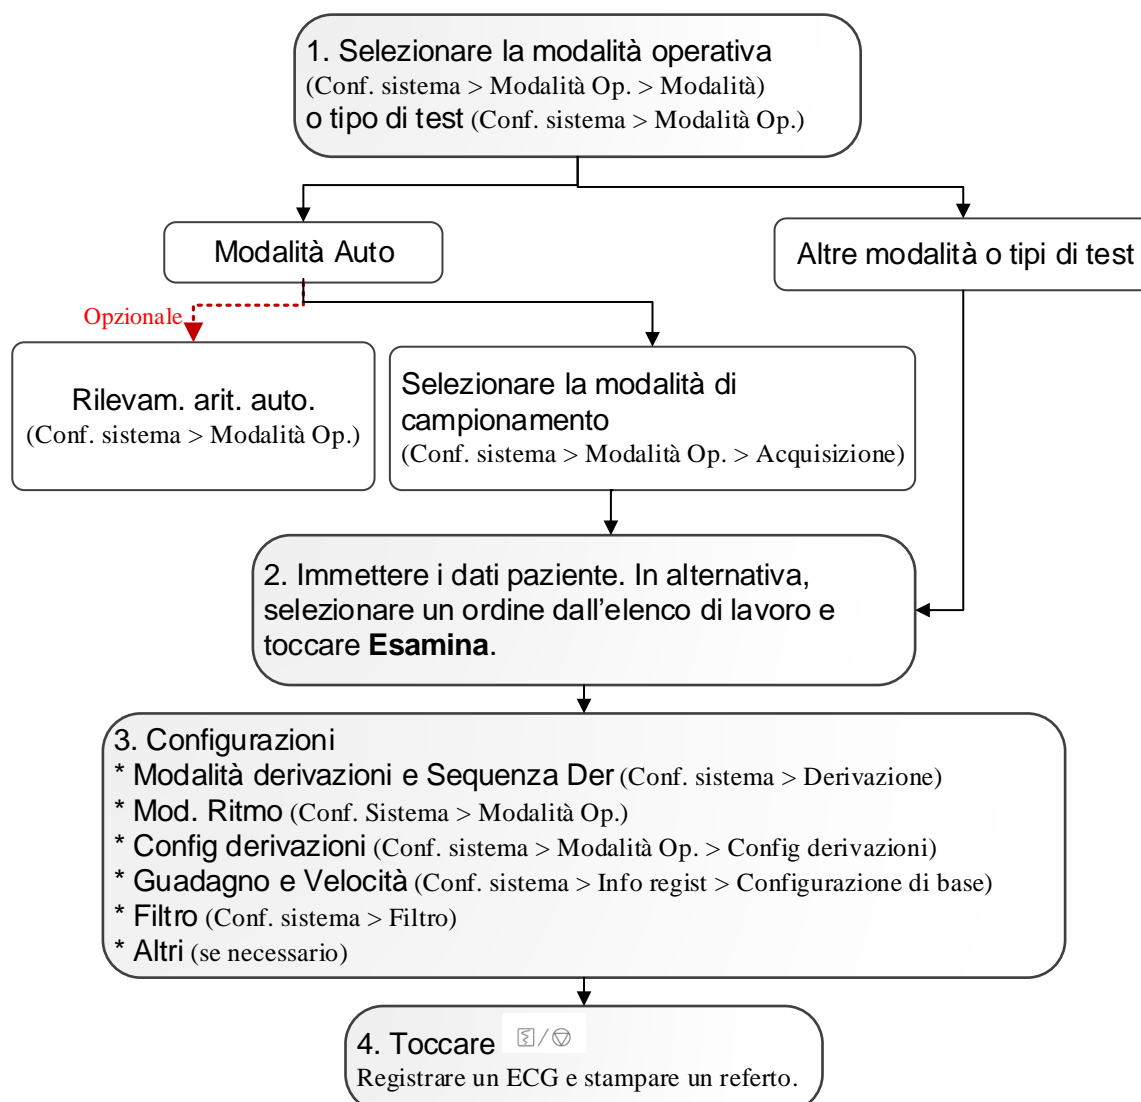 1. Selezionare la modalità operativa
(Conf. sistema > Modalità Op. > Modalità)
o tipo di test (Conf. sistema > Modalità Op.)
Modalità Auto
Altre modalità o tipi di test
Opzionale
Rilevam. arit. auto.
(Conf. sistema > Modalità Op.)
Selezionare la modalità di
campionamento
(Conf. sistema > Modalità Op. > Acquisizione)
2. Immettere i dati paziente. In alternativa,
selezionare un ordine dall’elenco di lavoro e
toccare Esamina.
3. Configurazioni
* Modalità derivazioni e Sequenza Der (Conf. sistema > Derivazione)
* Mod. Ritmo (Conf. Sistema > Modalità Op.)
* Config derivazioni (Conf. sistema > Modalità Op. > Config derivazioni)
* Guadagno e Velocità (Conf. sistema > Info regist > Configurazione di base)
* Filtro (Conf. sistema > Filtro)
* Altri (se necessario)
4. Toccare
Registrare un ECG e stampare un referto.